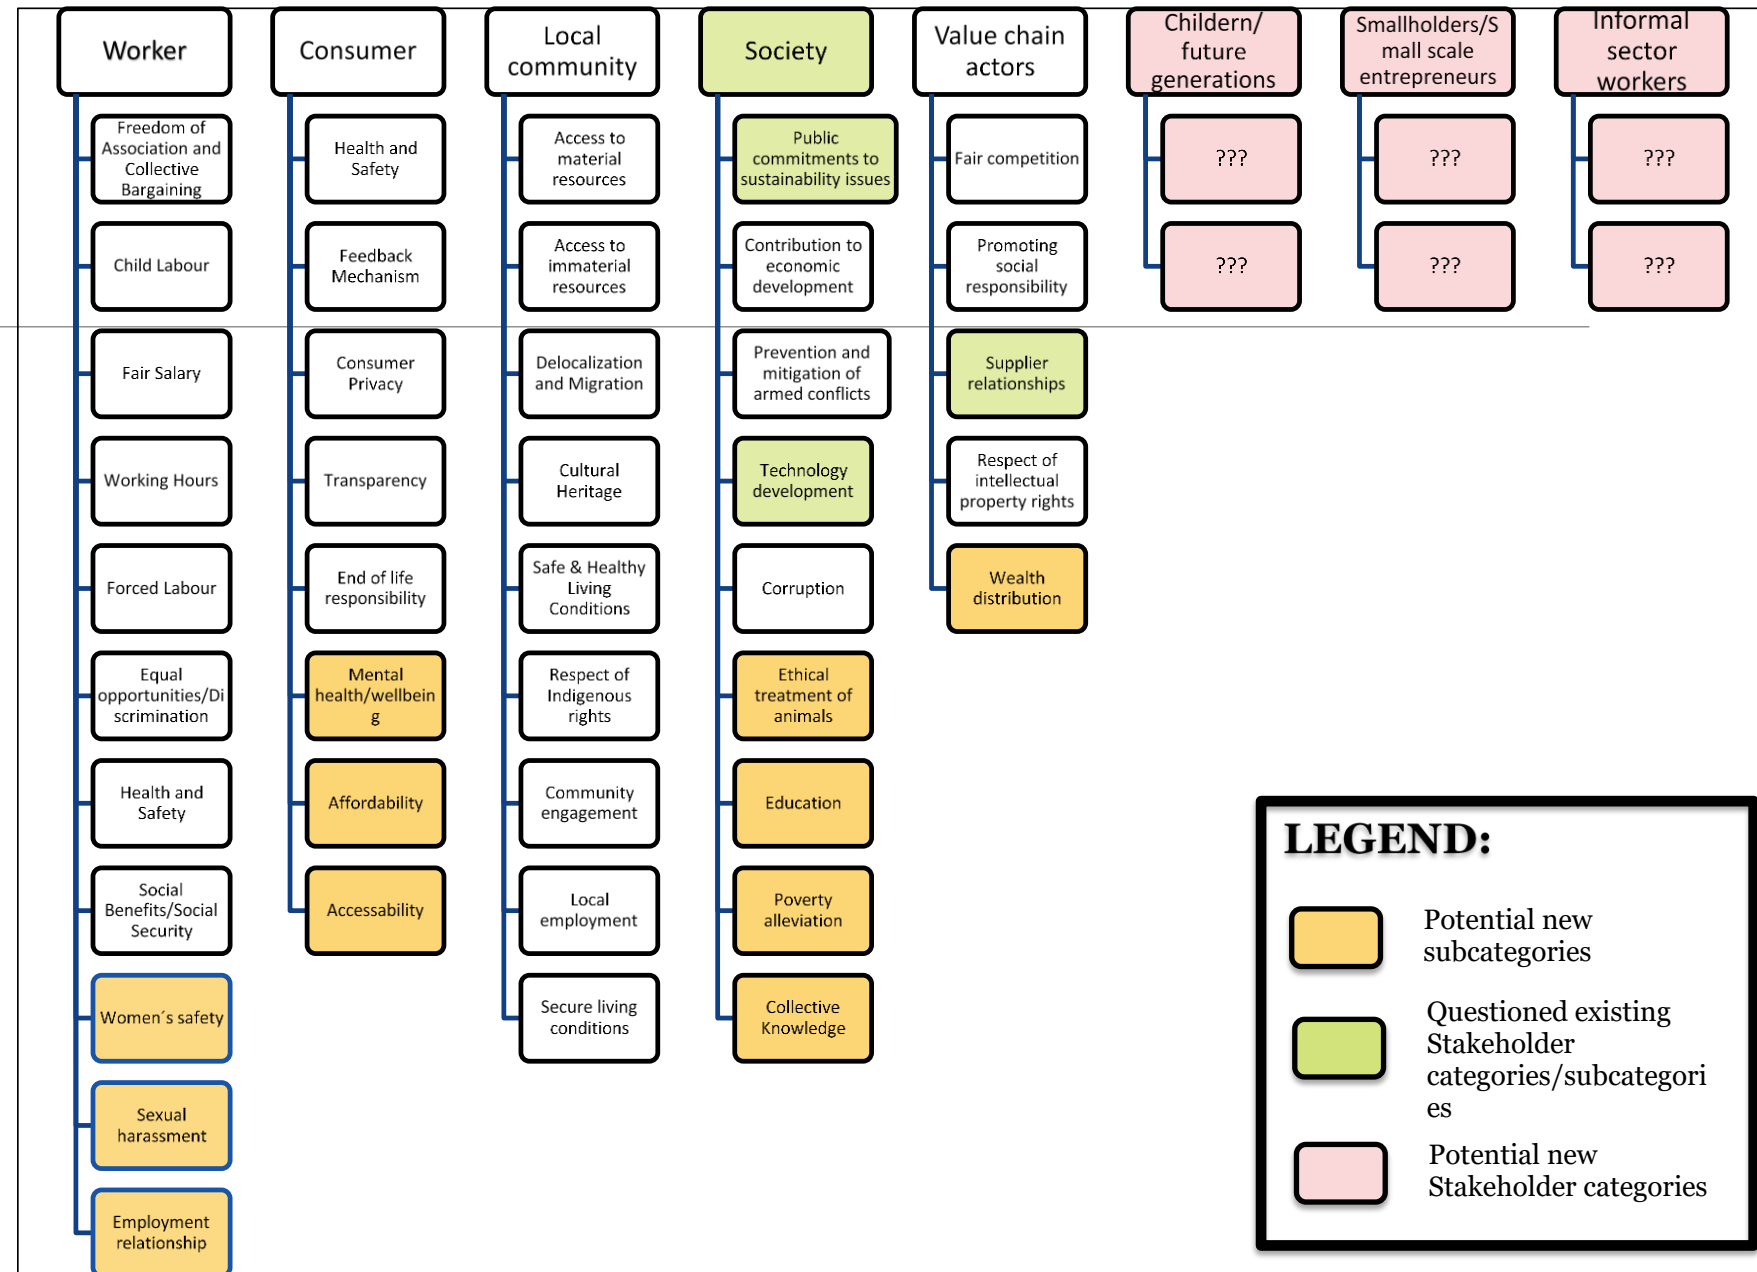 Worker
Freedom of
Association and
Collective
Bargaining
Child Labour
Fair Salary
Working Hours
Forced Labour
Equal
opportunities/Di
scrimination
Health and
Safety
Social
Benefits/Social
Security
Women´s safety
Sexual
harassment
Employment
relationship
Consumer
Health and
Safety
Feedback
Mechanism
Consumer
Privacy
Transparency
End of life
responsibility
Mental
health/wellbein
g
Affordability
Accessability
Local
community
Access to
material
resources
Access to
immaterial
resources
Delocalization
and Migration
Cultural
Heritage
Safe & Healthy
Living
Conditions
Respect of
Indigenous
rights
Community
engagement
Local
employment
Secure living
conditions
Society
Public
commitments to
sustainability issues
Contribution to
economic
development
Prevention and
mitigation of
armed conflicts
Technology
development
Corruption
Ethical
treatment of
animals
Education
Poverty
alleviation
Collective
Knowledge
Value chain
actors
Fair competition
Promoting
social
responsibility
Supplier
relationships
Respect of
intellectual
property rights
Wealth
distribution
Childern/
future
generations
???
???
Smallholders/S
mall scale
entrepreneurs
???
???
Informal
sector
workers
???
???
LEGEND:
Potential new
subcategories
Questioned existing
Stakeholder
categories/subcategori
es
Potential new
Stakeholder categories